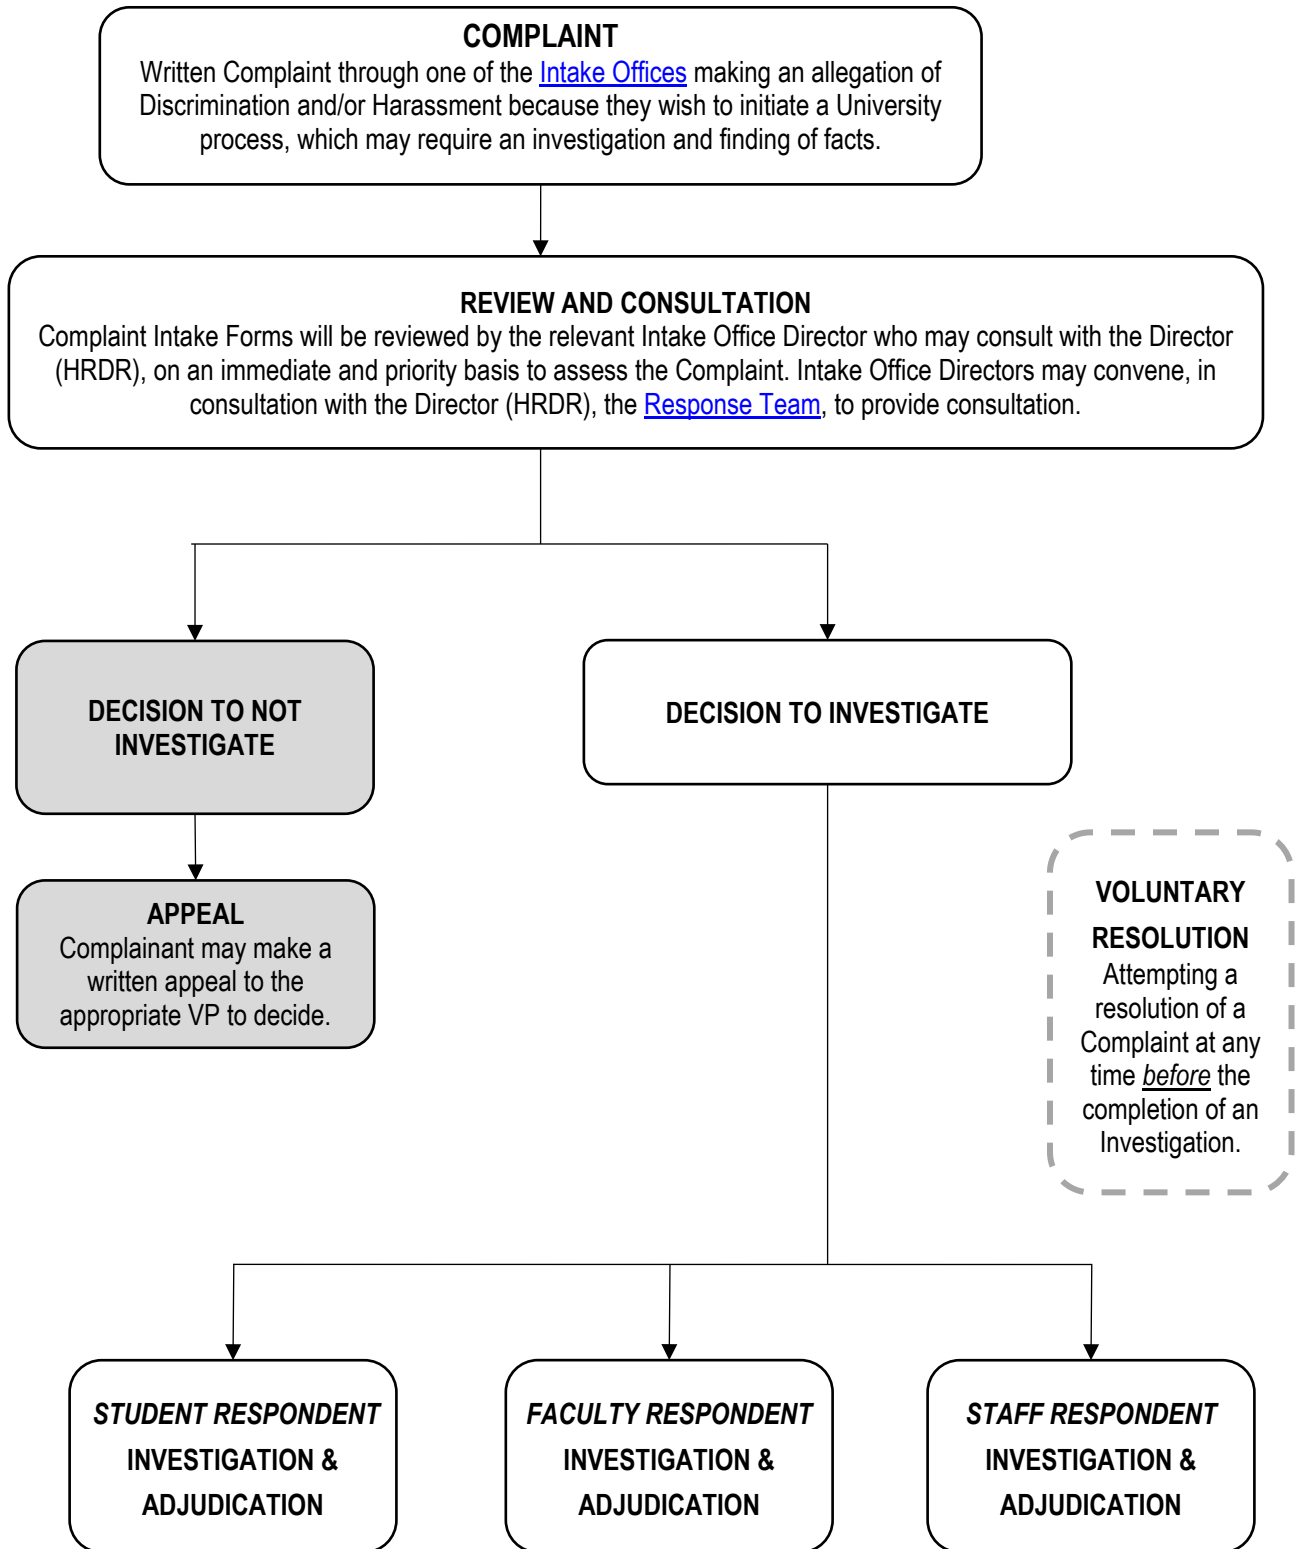 COMPLAINT
Written Complaint through one of the Intake Offices making an allegation of
Discrimination and/or Harassment because they wish to initiate a University
process, which may require an investigation and finding of facts.
REVIEW AND CONSULTATION
Complaint Intake Forms will be reviewed by the relevant Intake Office Director who may consult with the Director
(HRDR), on an immediate and priority basis to assess the Complaint. Intake Office Directors may convene, in
consultation with the Director (HRDR), the Response Team, to provide consultation.
DECISION TO NOT
INVESTIGATE
DECISION TO INVESTIGATE
APPEAL
Complainant may make a
written appeal to the
appropriate VP to decide.
VOLUNTARY
RESOLUTION
Attempting a
resolution of a
Complaint at any
time before the
completion of an
Investigation.
STUDENT RESPONDENT
INVESTIGATION &
ADJUDICATION
FACULTY RESPONDENT
INVESTIGATION &
ADJUDICATION
STAFF RESPONDENT
INVESTIGATION &
ADJUDICATION